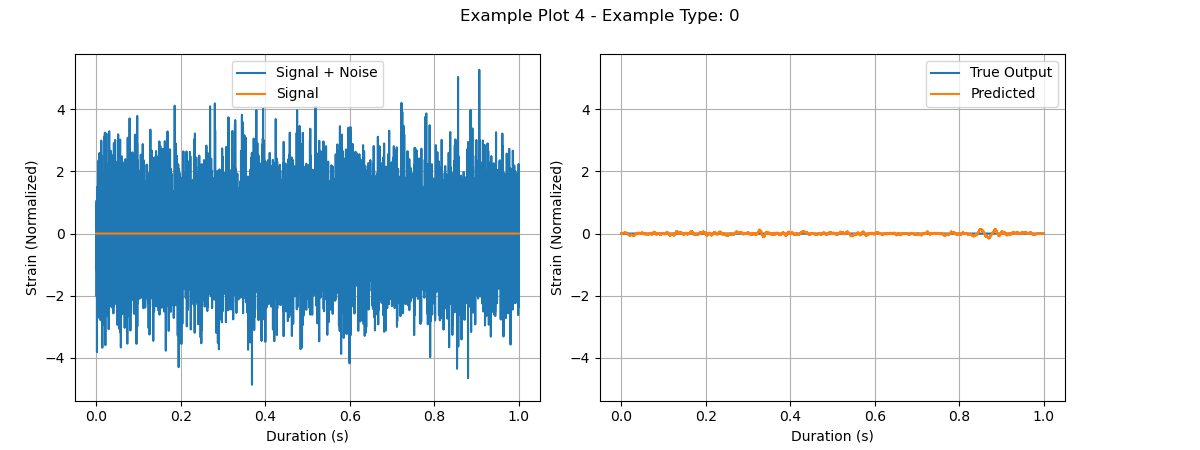 Example Plot 4 - Example Type: 0
Strain (Normalized)
4
2
0
−2
−4
Signal + Noise
Signal
0.0 0.2 0.4 0.6 0.8 1.0
Duration (s)
Strain (Normalized)
4
2
0
−2
−4
True Output
Predicted
0.0 0.2 0.4 0.6 0.8 1.0
Duration (s)